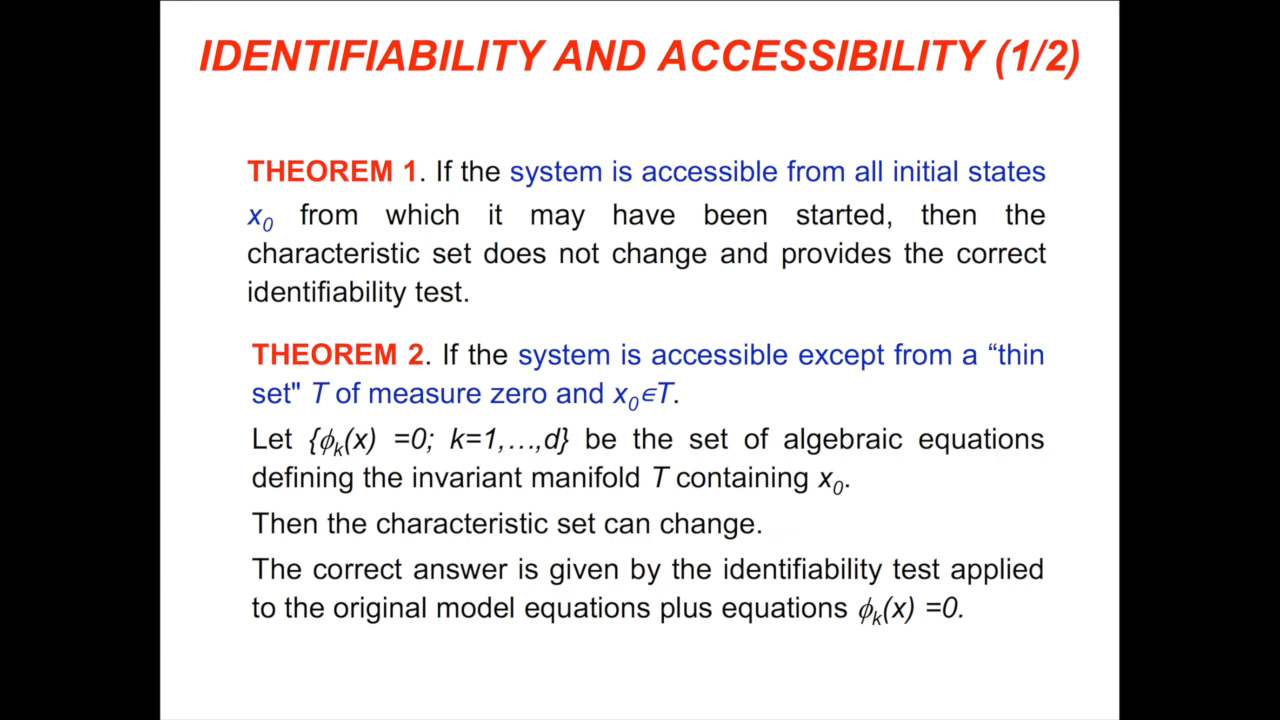 IDENTIFIABILITY AND ACCESSIBILITY (1/2)
THEOREM 1. If the system is accessible from all initial states
x0 from which it may have been started, then the
characteristic set does not change and provides the correct
identifiability test.
THEOREM 2. If the system is accessible except from a “thin
set" T of measure zero and x0∈T.
Let {ϕk(x) =0; k=1,…,d} be the set of algebraic equations
defining the invariant manifold T containing x0.
Then the characteristic set can change.
The correct answer is given by the identifiability test applied
to the original model equations plus equations ϕk(x) =0.